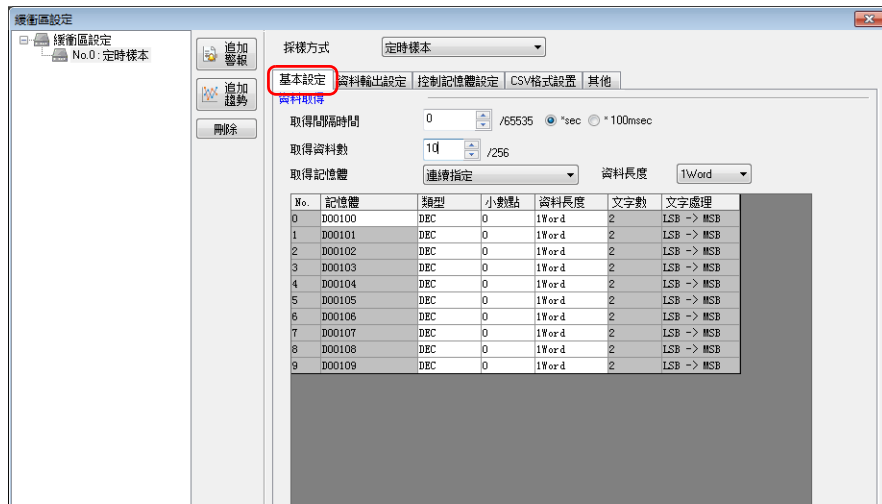 緩衝區設定
緩衝區設定
No.0 : 定時樣本
追加警報
追加趨勢
刪除
採樣方式 定時樣本
基本設定 資料輸出設定 控制記憶體設定 CSV格式設置 其他
資料取得
取得間隔時間 0 /65535 *sec * 100msec
取得資料數 10 /256
取得記憶體 連續指定 資料長度 1Word
No. 記憶體 類型 小數點 資料長度 文字數 文字處理
0 D00100 DEC 0 1Word 2 LSB -> MSB
1 D00101 DEC 0 1Word 2 LSB -> MSB
2 D00102 DEC 0 1Word 2 LSB -> MSB
3 D00103 DEC 0 1Word 2 LSB -> MSB
4 D00104 DEC 0 1Word 2 LSB -> MSB
5 D00105 DEC 0 1Word 2 LSB -> MSB
6 D00106 DEC 0 1Word 2 LSB -> MSB
7 D00107 DEC 0 1Word 2 LSB -> MSB
8 D00108 DEC 0 1Word 2 LSB -> MSB
9 D00109 DEC 0 1Word 2 LSB -> MSB